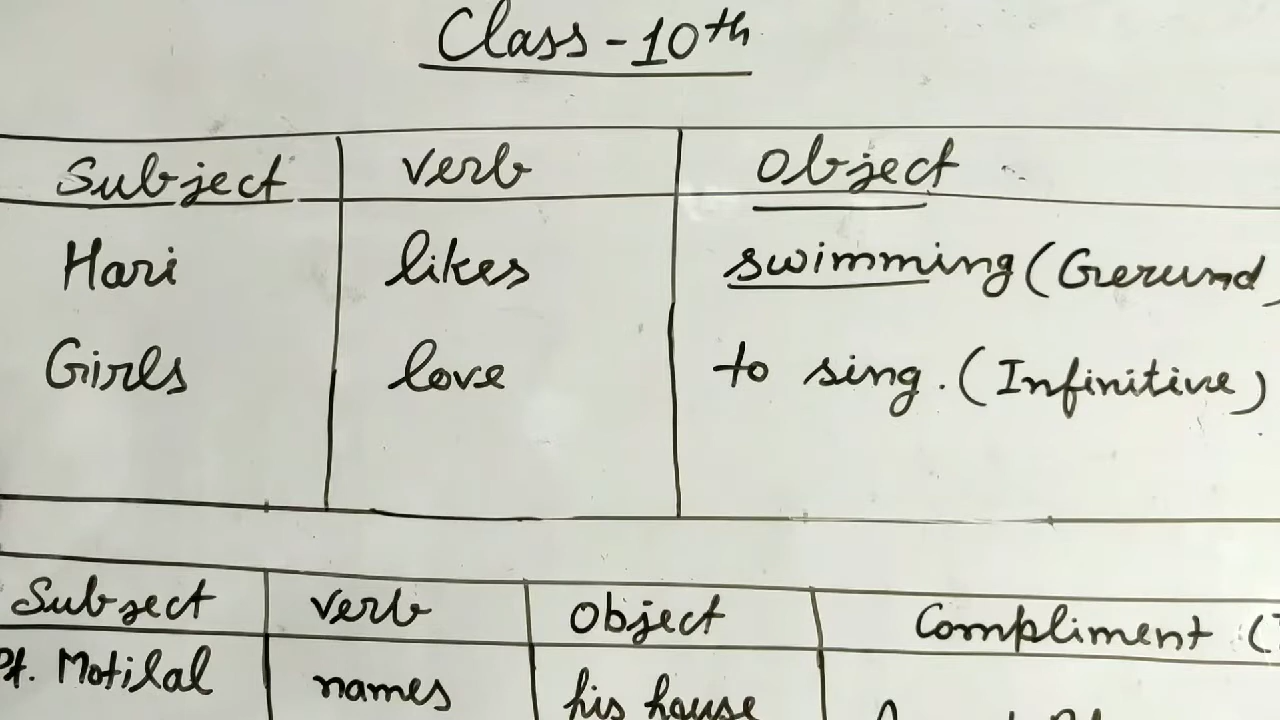 Class - 10th
Subject Verb Object
Hari likes swimming (Gerund)
Girls love to sing. (Infinitive)
Subject Verb Object Compliment (
Pt. Motilal names his house